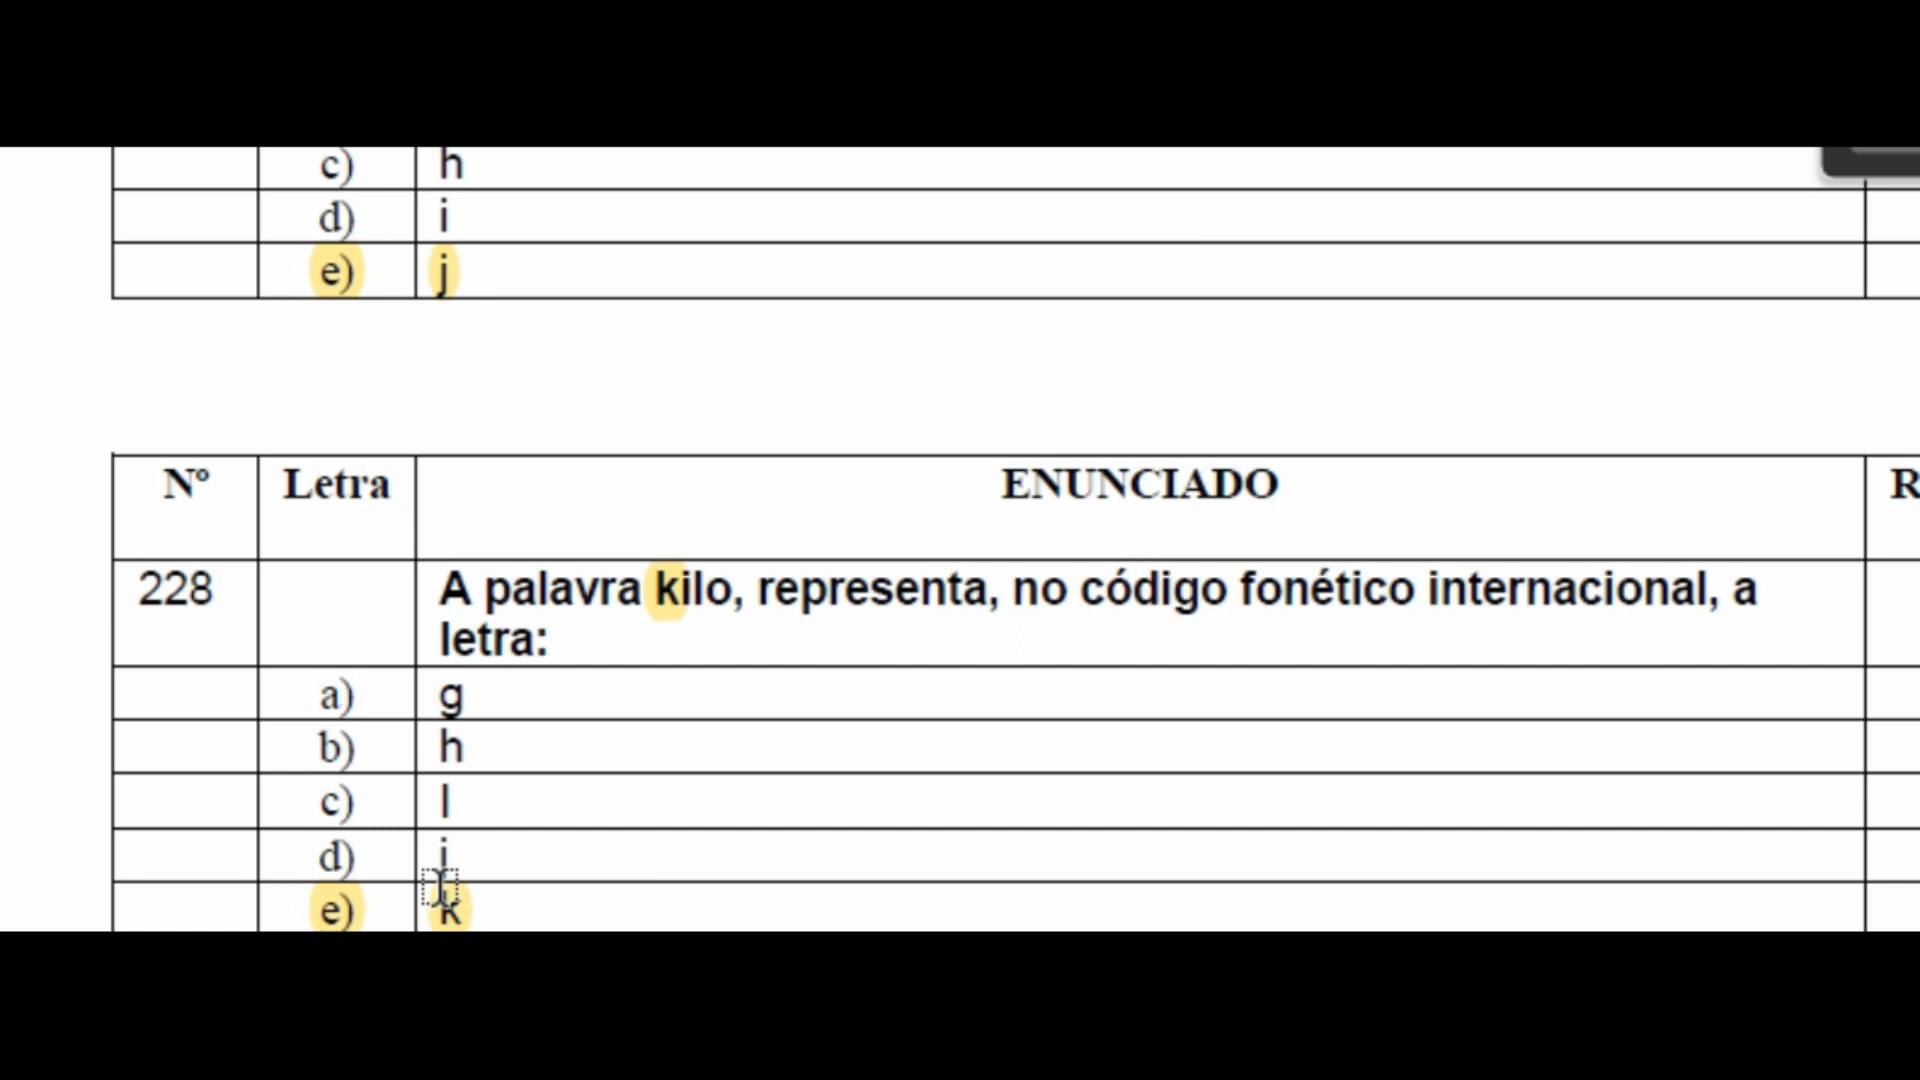 c) h
d) i
e) j
Nº Letra ENUNCIADO R
228 A palavra kilo, representa, no código fonético internacional, a
letra:
a) g
b) h
c) l
d) i
e) k